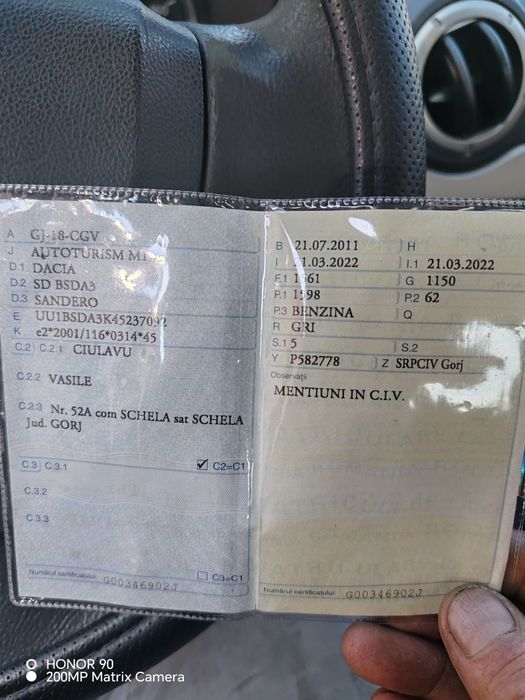 A GJ-18-CGV
J AUTOTURISM M1
D.1 DACIA
D.2 SD BSDA3
D.3 SANDERO
E UU1BSDA3K45237092
K e2*2001/116*0314*45
C.2 C.2.1 CIULAVU
C.2.2 VASILE
C.2.3 Nr. 52A com SCHELA sat SCHELA
Jud. GORJ
C.3 C.3.1 C2=C1
C.3.2
C.3.3
C3=C1
Numărul certificatului: G00346902J
B 21.07.2011 H
I 21.03.2022 I.1 21.03.2022
F.1 1561 G 1150
P.1 1598 P.2 62
P.3 BENZINA Q
R GRI
S.1 5 S.2
Y P582778 Z SRPCIV Gorj
Observații
MENTIUNI IN C.I.V.
Numărul certificatului: G00346902J
HONOR 90
200MP Matrix Camera